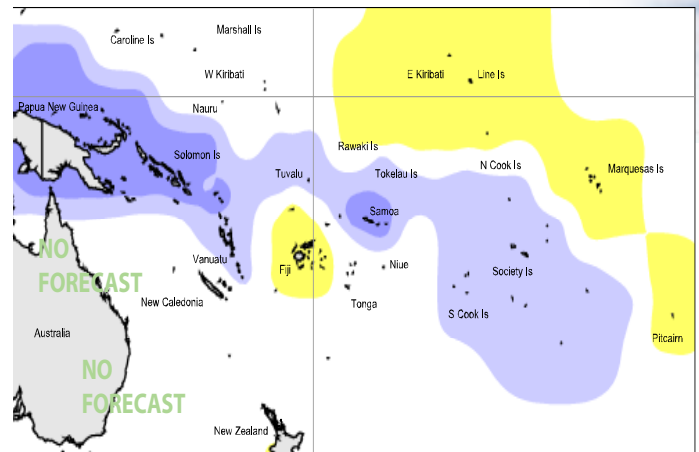 Marshall Is
Caroline Is
W Kiribati
E Kiribati
Line Is
Nauru
Papua New Guinea
Rawaki Is
Solomon Is
N Cook Is
Marquesas Is
Tuvalu
Tokelau Is
Samoa
NO
FORECAST
Vanuatu
Fiji
Niue
Society Is
New Caledonia
Tonga
S Cook Is
Australia
Pitcairn
NO
FORECAST
New Zealand